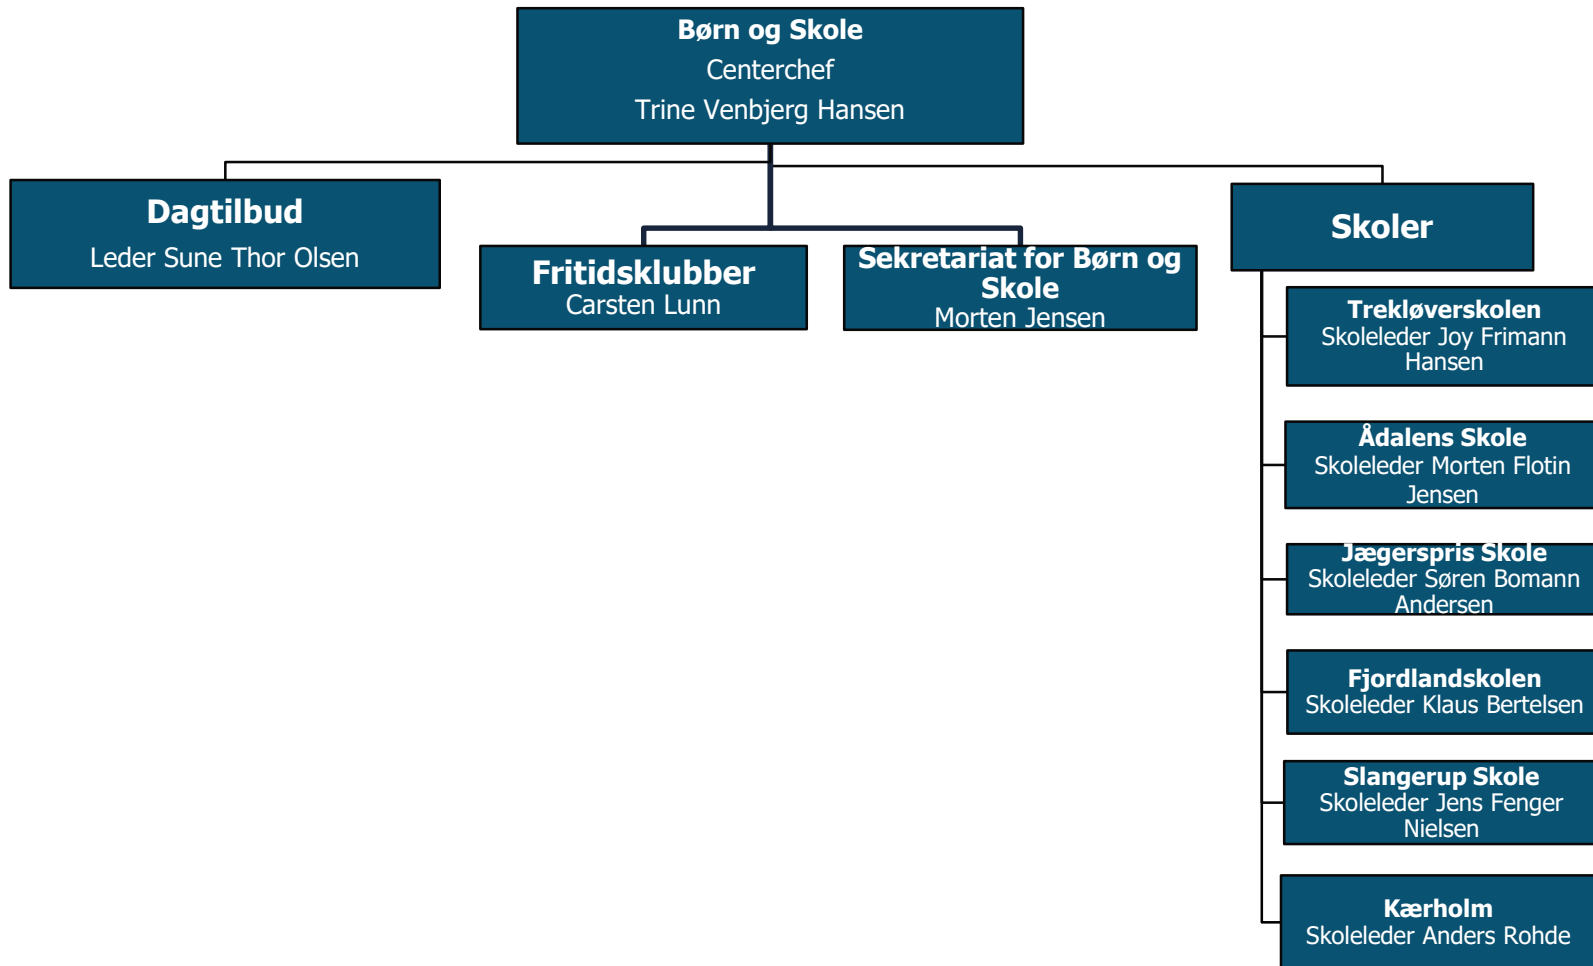 Børn og Skole
Centerchef
Trine Venbjerg Hansen
Dagtilbud
Leder Sune Thor Olsen
Fritidsklubber
Carsten Lunn
Sekretariat for Børn og
Skole
Morten Jensen
Skoler
Trekløverskolen
Skoleleder Joy Frimann
Hansen
Ådalens Skole
Skoleleder Morten Flotin
Jensen
Jægerspris Skole
Skoleleder Søren Bomann
Andersen
Fjordlandskolen
Skoleleder Klaus Bertelsen
Slangerup Skole
Skoleleder Jens Fenger
Nielsen
Kærholm
Skoleleder Anders Rohde